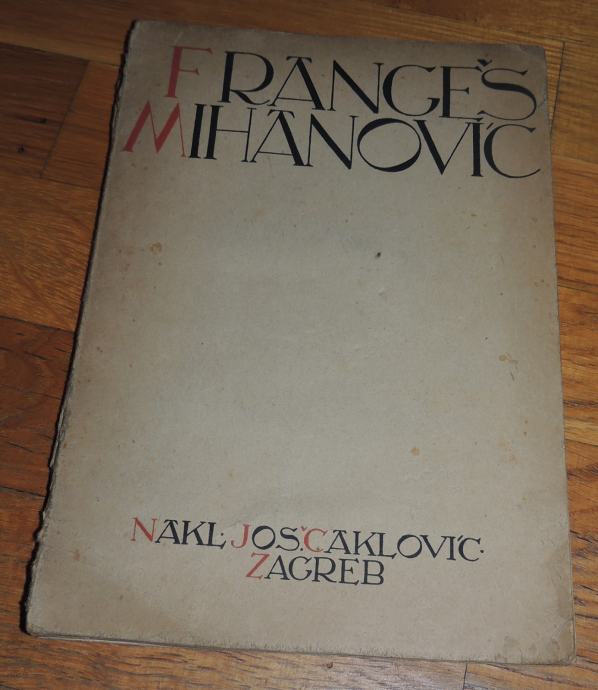 FRANGEŠ
MIHANOVIĆ
NAKL. JOS. ČAKLOVIĆ.
ZAGREB